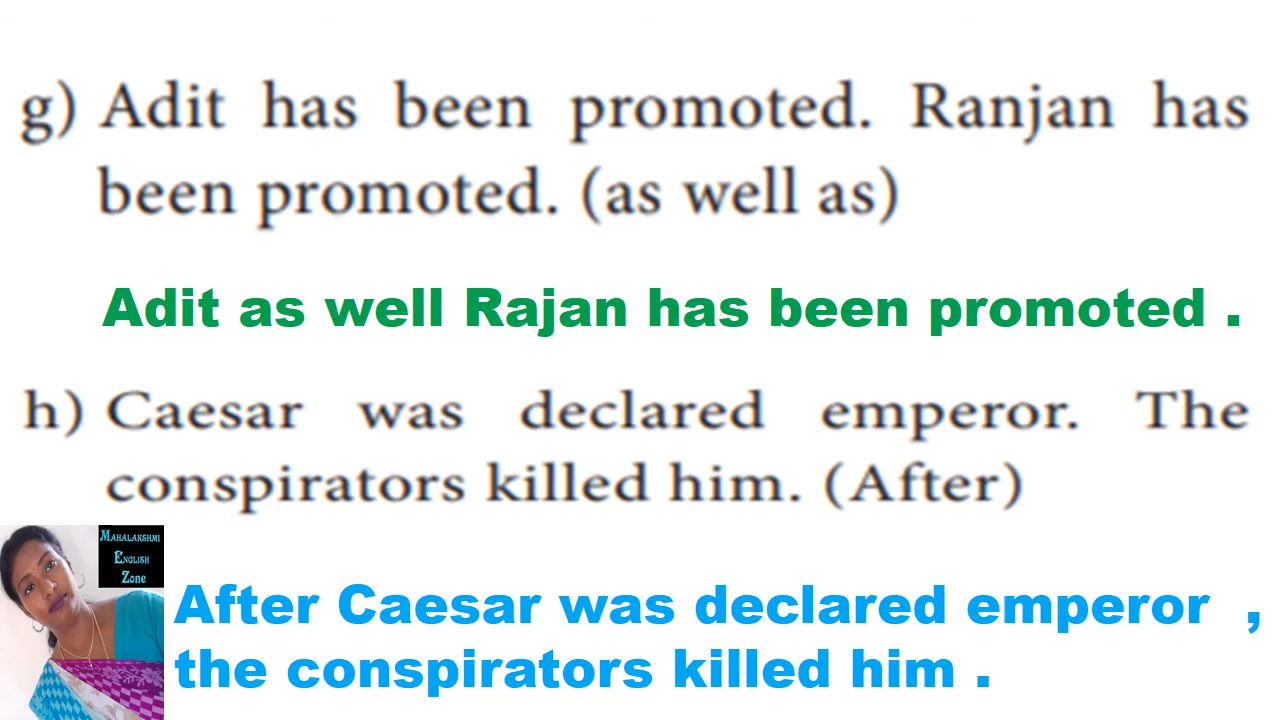 g) Adit has been promoted. Ranjan has
been promoted. (as well as)
Adit as well Rajan has been promoted .
h) Caesar was declared emperor. The
conspirators killed him. (After)
MAHALAKSHMI
ENGLISH
ZONE
After Caesar was declared emperor ,
the conspirators killed him .